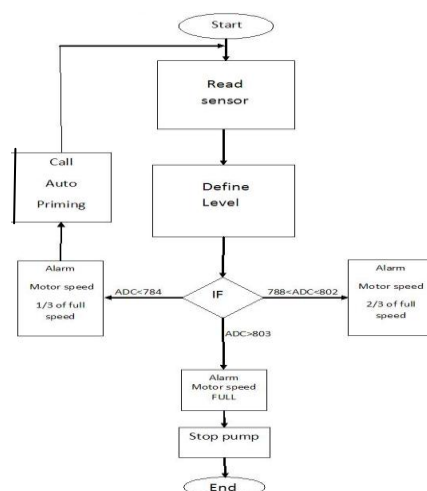 Start
Read
sensor
Call
Auto
Priming
Define
Level
Alarm
Motor speed
1/3 of full
speed
ADC<784
IF
788<ADC<802
Alarm
Motor speed
2/3 of full
speed
ADC>803
Alarm
Motor speed
FULL
Stop pump
End